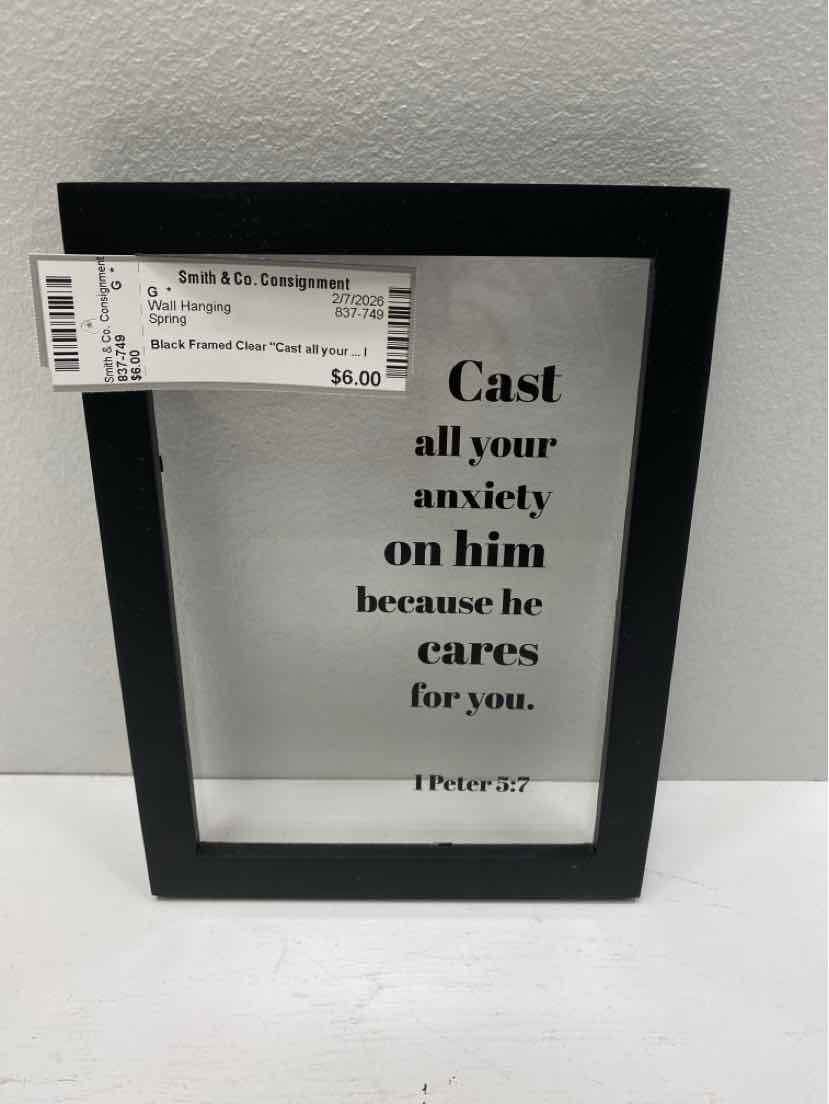 Smith & Co. Consignment
G *
837-749
$6.00
Smith & Co. Consignment
G *
2/7/2026
Wall Hanging
837-749
Spring
Black Framed Clear "Cast all your ... I
$6.00
Cast
all your
anxiety
on him
because he
cares
for you.
1 Peter 5:7